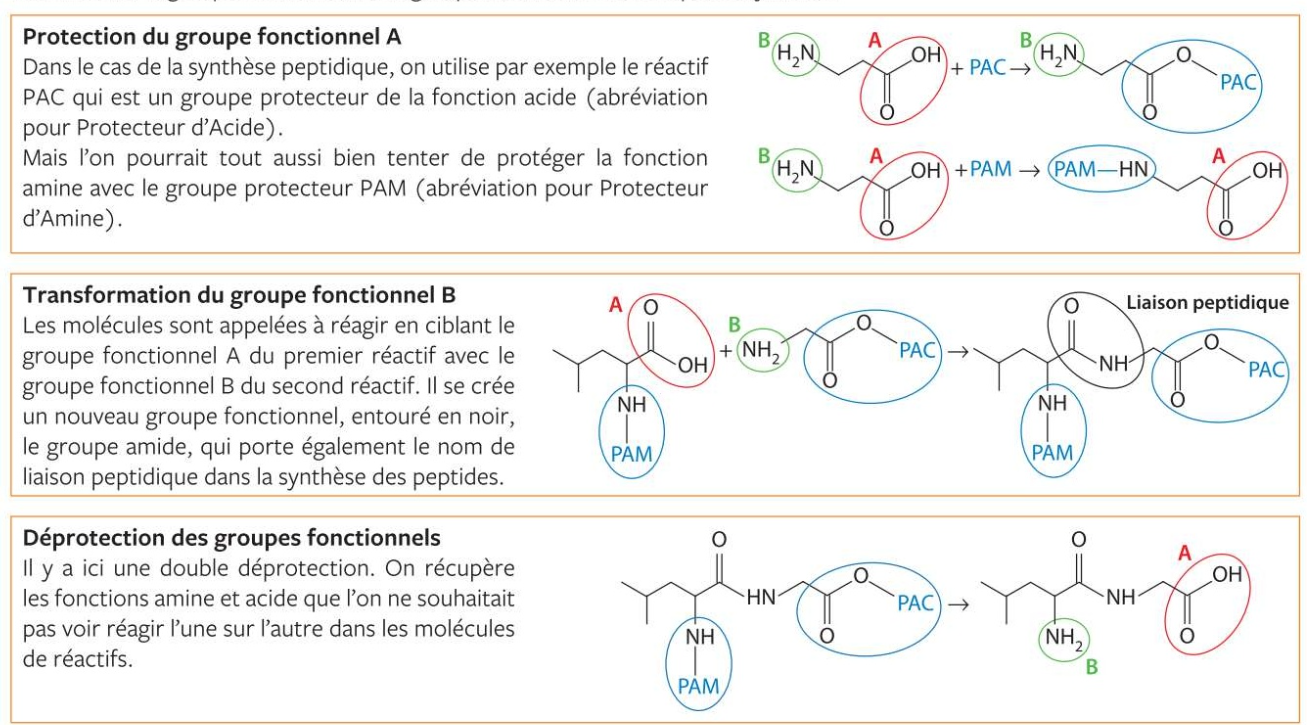 Protection du groupe fonctionnel A
Dans le cas de la synthèse peptidique, on utilise par exemple le réactif
PAC qui est un groupe protecteur de la fonction acide (abréviation
pour Protecteur d'Acide).
Mais l'on pourrait tout aussi bien tenter de protéger la fonction
amine avec le groupe protecteur PAM (abréviation pour Protecteur
d'Amine).
B H₂N A OH O + PAC → B H₂N O O PAC
B H₂N A OH O + PAM → PAM—HN A OH O
Transformation du groupe fonctionnel B
Les molécules sont appelées à réagir en ciblant le
groupe fonctionnel A du premier réactif avec le
groupe fonctionnel B du second réactif. Il se crée
un nouveau groupe fonctionnel, entouré en noir,
le groupe amide, qui porte également le nom de
liaison peptidique dans la synthèse des peptides.
A O OH NH PAM + B NH₂ O O PAC → O NH O O PAC NH PAM
Liaison peptidique
Déprotection des groupes fonctionnels
Il y a ici une double déprotection. On récupère
les fonctions amine et acide que l'on ne souhaitait
pas voir réagir l'une sur l'autre dans les molécules
de réactifs.
O HN O O PAC NH PAM → O NH A OH O NH₂ B